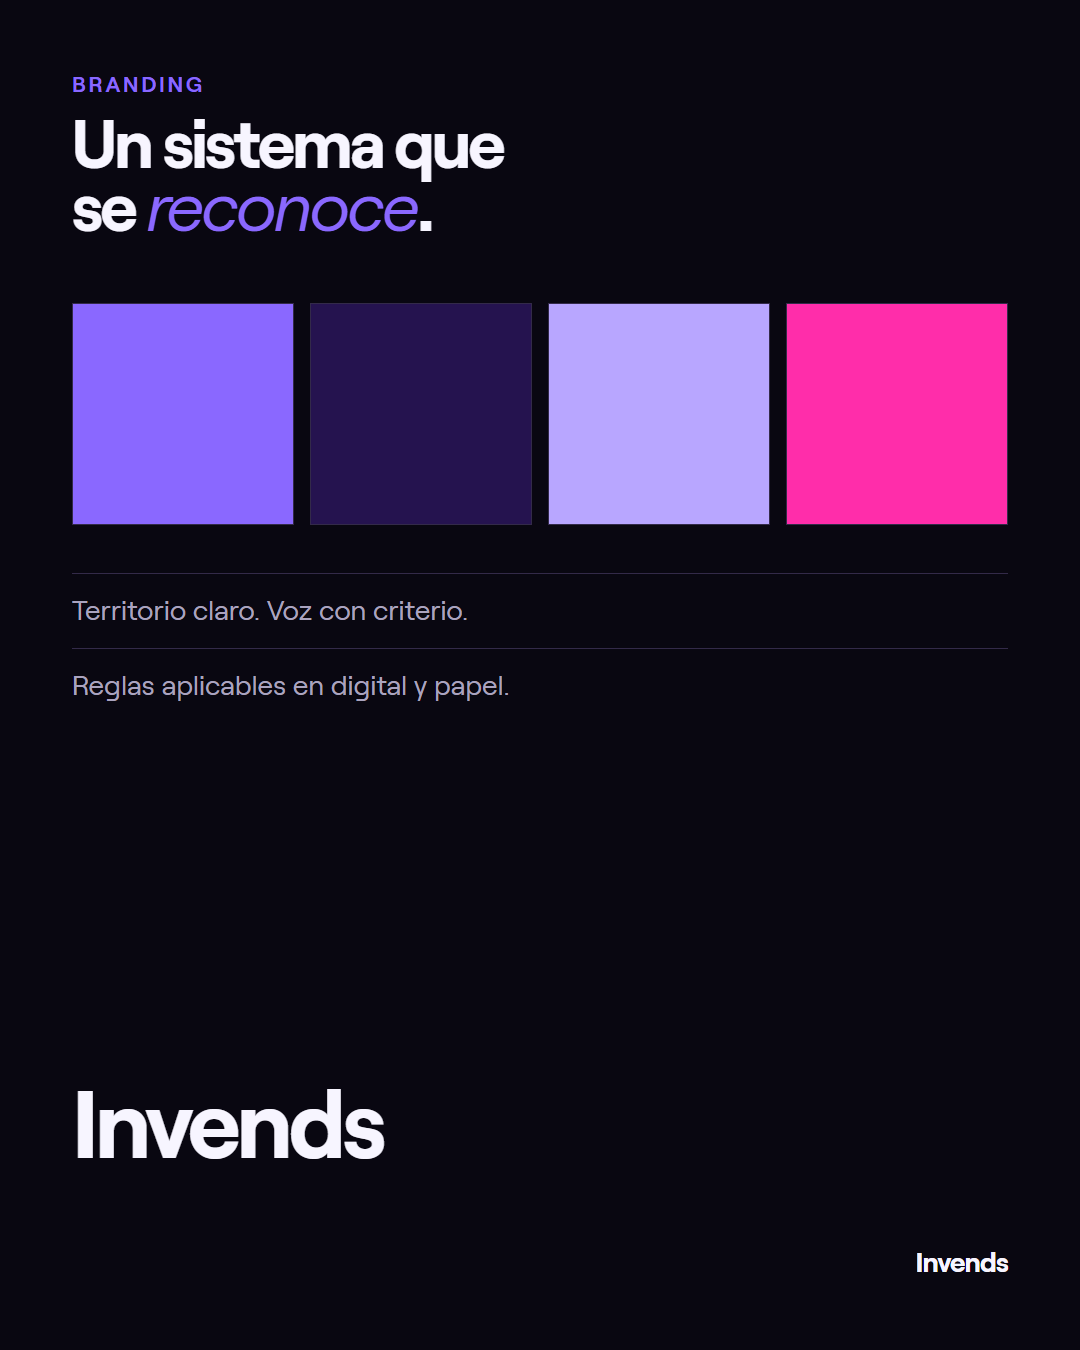 BRANDING
Un sistema que
se reconoce.
Territorio claro. Voz con criterio.
Reglas aplicables en digital y papel.
Invends
Invends